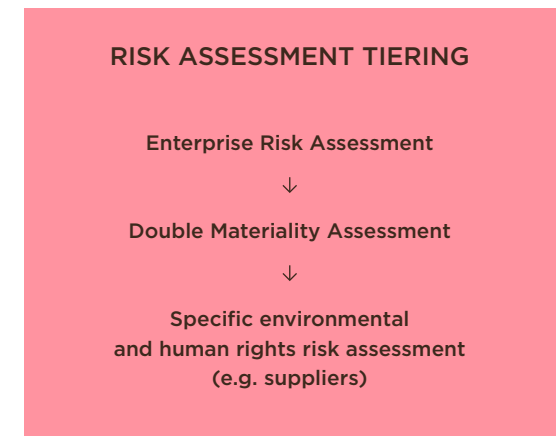 RISK ASSESSMENT TIERING
Enterprise Risk Assessment
↓
Double Materiality Assessment
↓
Specific environmental
and human rights risk assessment
(e.g. suppliers)